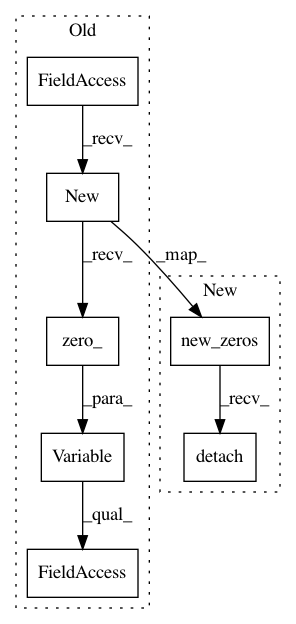 Old
FieldAccess
_recv_
New
_recv_
_map_
New
zero_
new_zeros
_para_
_recv_
Variable
detach
_qual_
FieldAccess